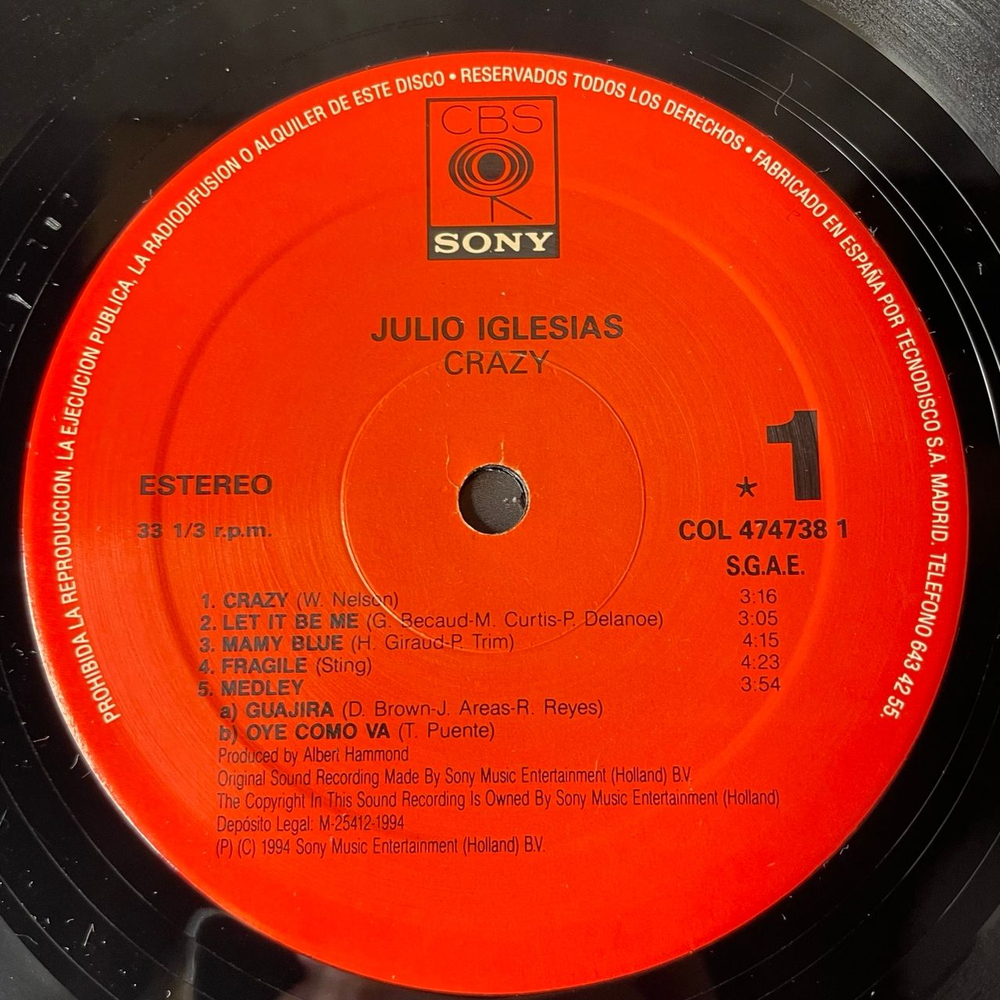 PROHIBIDA LA REPRODUCCION, LA EJECUCION PUBLICA, LA RADIODIFUSION O ALQUILER DE ESTE DISCO • RESERVADOS TODOS LOS DERECHOS • FABRICADO EN ESPAÑA POR TECNODISCO S.A. MADRID. TELEFONO 643 42 55.
CBS
SONY
JULIO IGLESIAS
CRAZY
ESTEREO
33 1/3 r.p.m.
* 1
COL 474738 1
S.G.A.E.
1. CRAZY (W. Nelson) 3:16
2. LET IT BE ME (G. Becaud-M. Curtis-P. Delanoe) 3:05
3. MAMY BLUE (H. Giraud-P. Trim) 4:15
4. FRAGILE (Sting) 4:23
5. MEDLEY 3:54
a) GUAJIRA (D. Brown-J. Areas-R. Reyes)
b) OYE COMO VA (T. Puente)
Produced by Albert Hammond
Original Sound Recording Made By Sony Music Entertainment (Holland) B.V.
The Copyright In This Sound Recording Is Owned By Sony Music Entertainment (Holland)
Depósito Legal: M-25412-1994
(P) (C) 1994 Sony Music Entertainment (Holland) B.V.